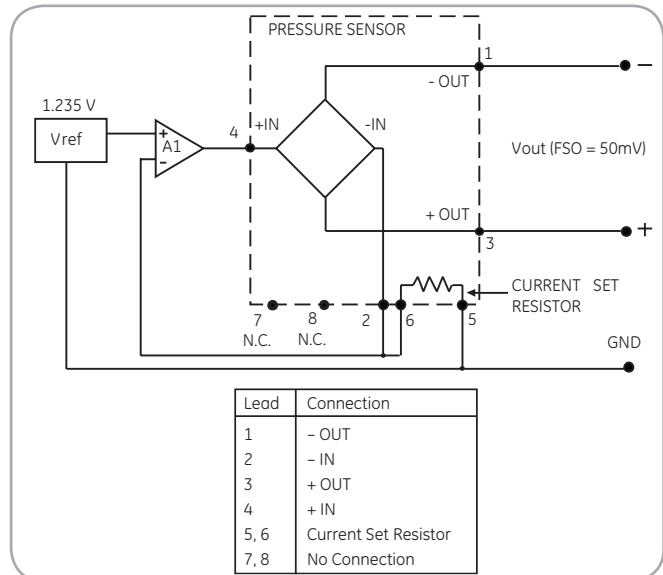 PRESSURE SENSOR
1
- OUT
1.235 V
Vref
+
-
A1
4
+IN
-IN
−
Vout (FSO = 50mV)
+ OUT
+
3
CURRENT SET
RESISTOR
7
8
2
6
5
N.C.
N.C.
GND
Lead Connection
1 – OUT
2 – IN
3 + OUT
4 + IN
5, 6 Current Set Resistor
7, 8 No Connection